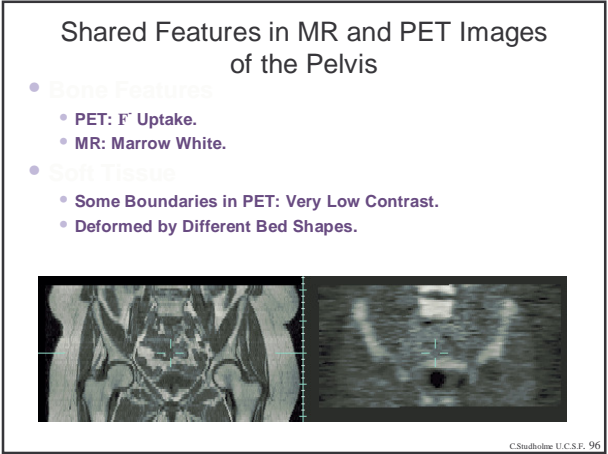 Shared Features in MR and PET Images
of the Pelvis
• Bone Features
• PET: F⁻ Uptake.
• MR: Marrow White.
• Soft Tissue
• Some Boundaries in PET: Very Low Contrast.
• Deformed by Different Bed Shapes.
C.Studholme U.C.S.F. 96